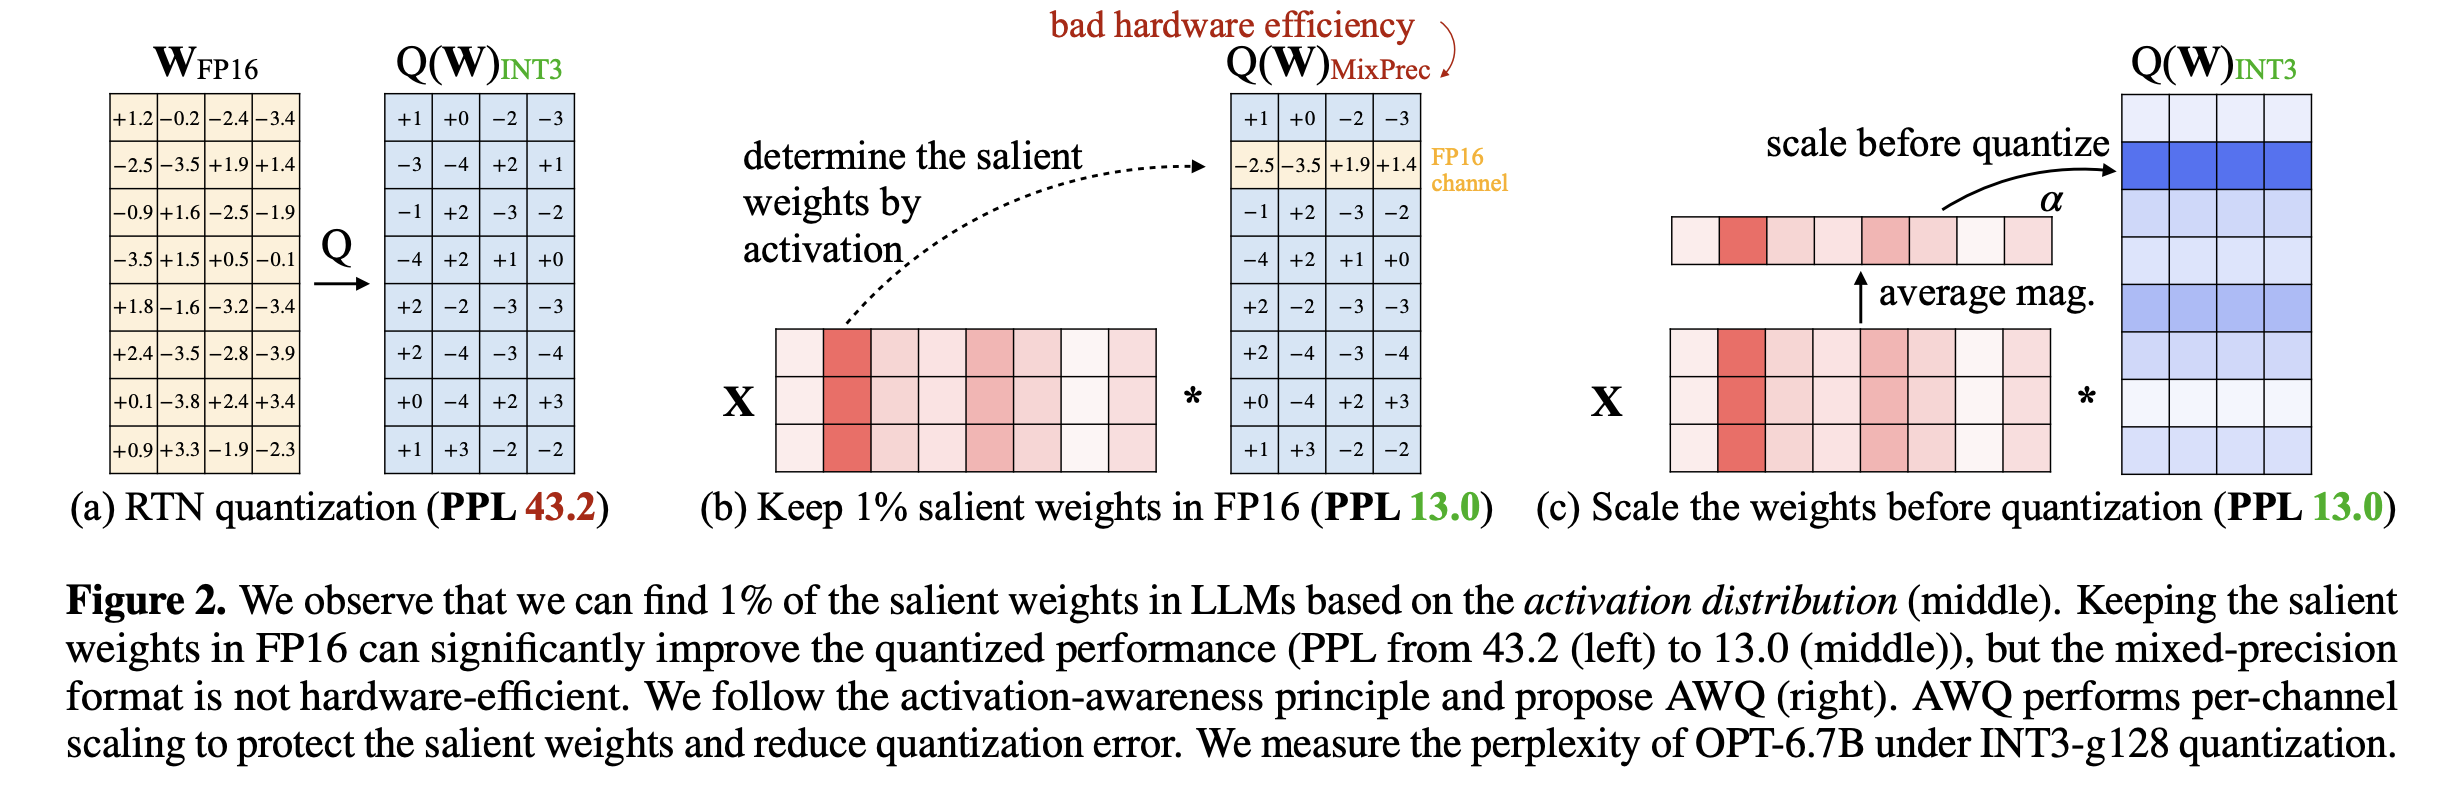 W_FP16
+1.2 −0.2 −2.4 −3.4
−2.5 −3.5 +1.9 +1.4
−0.9 +1.6 −2.5 −1.9
−3.5 +1.5 +0.5 −0.1
+1.8 −1.6 −3.2 −3.4
+2.4 −3.5 −2.8 −3.9
+0.1 −3.8 +2.4 +3.4
+0.9 +3.3 −1.9 −2.3
Q
Q(W)_INT3
+1 +0 −2 −3
−3 −4 +2 +1
−1 +2 −3 −2
−4 +2 +1 +0
+2 −2 −3 −3
+2 −4 −3 −4
+0 −4 +2 +3
+1 +3 −2 −2
(a) RTN quantization (PPL 43.2)
bad hardware efficiency
Q(W)_MixPrec
determine the salient
weights by
activation
+1 +0 −2 −3
−2.5 −3.5 +1.9 +1.4
FP16
channel
−1 +2 −3 −2
−4 +2 +1 +0
+2 −2 −3 −3
+2 −4 −3 −4
+0 −4 +2 +3
+1 +3 −2 −2
X
*
(b) Keep 1% salient weights in FP16 (PPL 13.0)
Q(W)_INT3
scale before quantize
α
average mag.
X
*
(c) Scale the weights before quantization (PPL 13.0)
Figure 2. We observe that we can find 1% of the salient weights in LLMs based on the activation distribution (middle). Keeping the salient
weights in FP16 can significantly improve the quantized performance (PPL from 43.2 (left) to 13.0 (middle)), but the mixed-precision
format is not hardware-efficient. We follow the activation-awareness principle and propose AWQ (right). AWQ performs per-channel
scaling to protect the salient weights and reduce quantization error. We measure the perplexity of OPT-6.7B under INT3-g128 quantization.